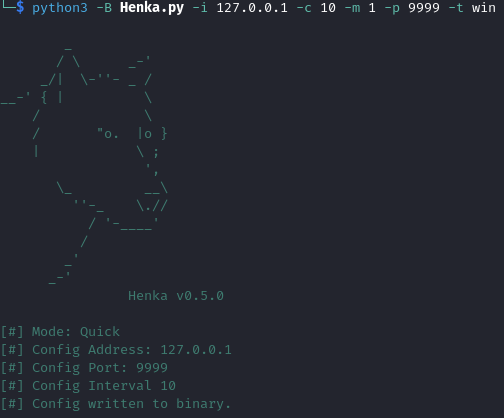 └─$ python3 -B Henka.py -i 127.0.0.1 -c 10 -m 1 -p 9999 -t win
Henka v0.5.0
[#] Mode: Quick
[#] Config Address: 127.0.0.1
[#] Config Port: 9999
[#] Config Interval 10
[#] Config written to binary.